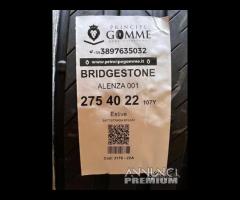 PRINCIPE
GOMME
3897635032
www.principegomme.it
BRIDGESTONE
ALENZA 001
275 40 22 107Y
Estive
ANNUNCI
PREMIUM